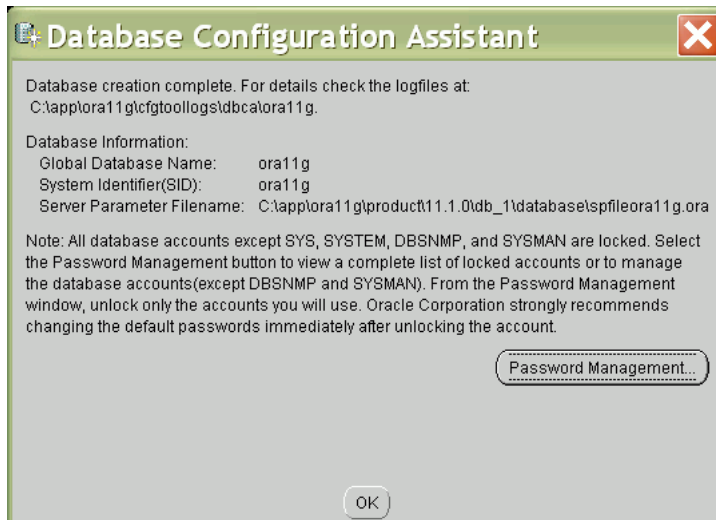 Database Configuration Assistant
Database creation complete. For details check the logfiles at:
C:\app\ora11g\cfgtoollogs\dbca\ora11g.
Database Information:
Global Database Name: ora11g
System Identifier(SID): ora11g
Server Parameter Filename: C:\app\ora11g\product\11.1.0\db_1\database\spfileora11g.ora
Note: All database accounts except SYS, SYSTEM, DBSNMP, and SYSMAN are locked. Select
the Password Management button to view a complete list of locked accounts or to manage
the database accounts(except DBSNMP and SYSMAN). From the Password Management
window, unlock only the accounts you will use. Oracle Corporation strongly recommends
changing the default passwords immediately after unlocking the account.
Password Management...
OK